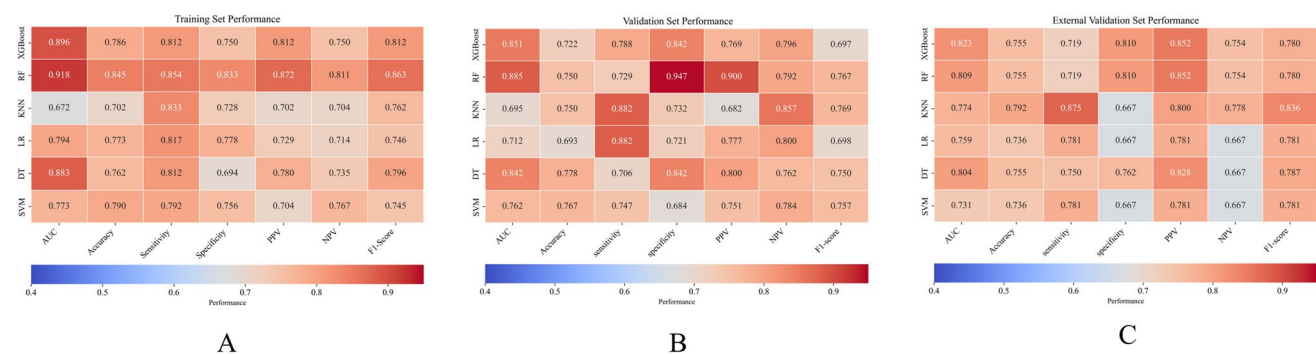 Training Set Performance
XGBoost 0.896 0.786 0.812 0.750 0.812 0.750 0.812
RF 0.918 0.845 0.854 0.833 0.872 0.811 0.863
KNN 0.672 0.702 0.833 0.728 0.702 0.704 0.762
LR 0.794 0.773 0.817 0.778 0.729 0.714 0.746
DT 0.883 0.762 0.812 0.694 0.780 0.735 0.796
SVM 0.773 0.790 0.792 0.756 0.704 0.767 0.745
AUC Accuracy Sensitivity Specificity PPV NPV F1-Score
0.4 0.5 0.6 0.7 0.8 0.9
Performance
A
Validation Set Performance
XGBoost 0.851 0.722 0.788 0.842 0.769 0.796 0.697
RF 0.885 0.750 0.729 0.947 0.900 0.792 0.767
KNN 0.695 0.750 0.882 0.732 0.682 0.857 0.769
LR 0.712 0.693 0.882 0.721 0.777 0.800 0.698
DT 0.842 0.778 0.706 0.842 0.800 0.762 0.750
SVM 0.762 0.767 0.747 0.684 0.751 0.784 0.757
AUC Accuracy sensitivity specificity PPV NPV F1-score
0.4 0.5 0.6 0.7 0.8 0.9
Performance
B
External Validation Set Performance
XGBoost 0.823 0.755 0.719 0.810 0.852 0.754 0.780
RF 0.809 0.755 0.719 0.810 0.852 0.754 0.780
KNN 0.774 0.792 0.875 0.667 0.800 0.778 0.836
LR 0.759 0.736 0.781 0.667 0.781 0.667 0.781
DT 0.804 0.755 0.750 0.762 0.828 0.667 0.787
SVM 0.731 0.736 0.781 0.667 0.781 0.667 0.781
AUC Accuracy sensitivity specificity PPV NPV F1-score
0.4 0.5 0.6 0.7 0.8 0.9
Performance
C